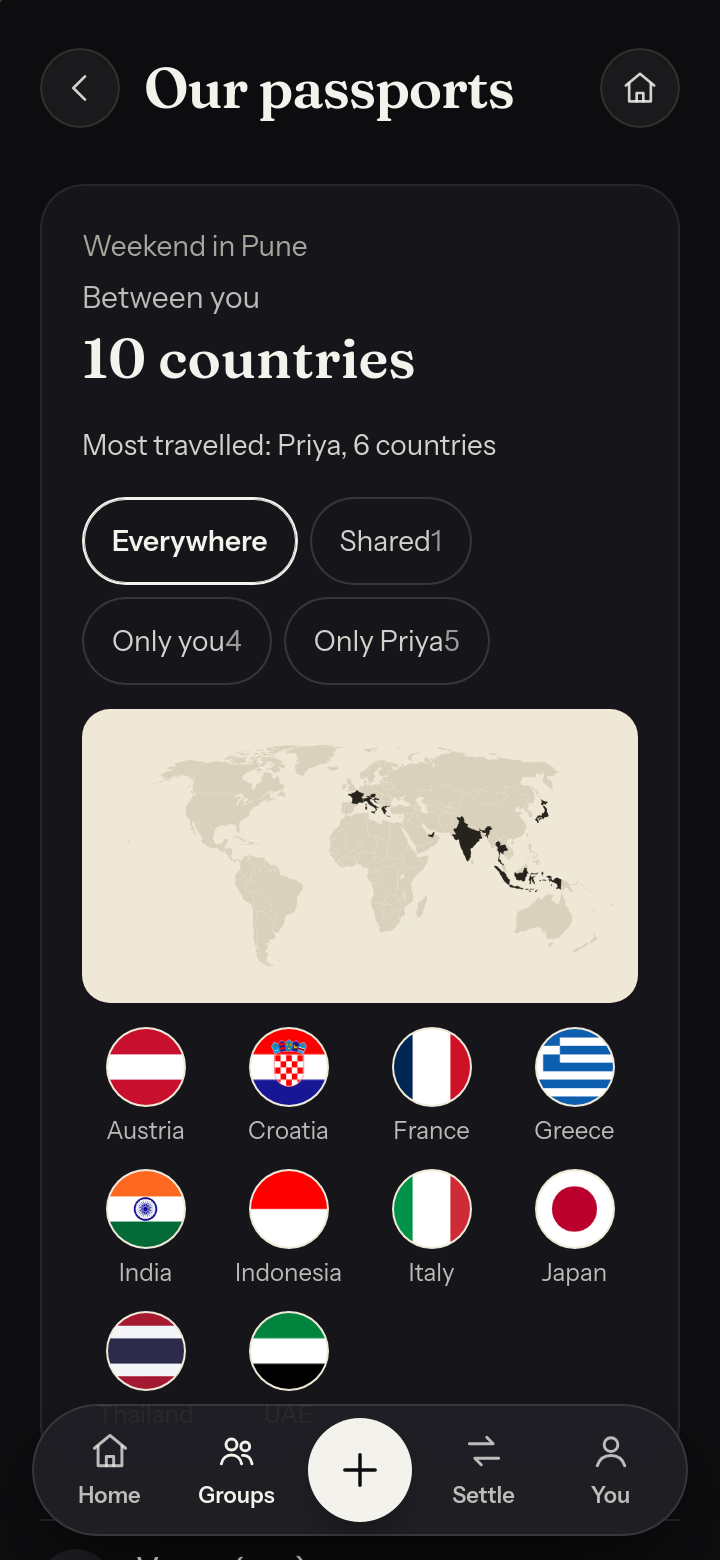 Our passports
Weekend in Pune
Between you
10 countries
Most travelled: Priya, 6 countries
Everywhere
Shared1
Only you4
Only Priya5
Austria
Croatia
France
Greece
India
Indonesia
Italy
Japan
Thailand
UAE
Home
Groups
Settle
You